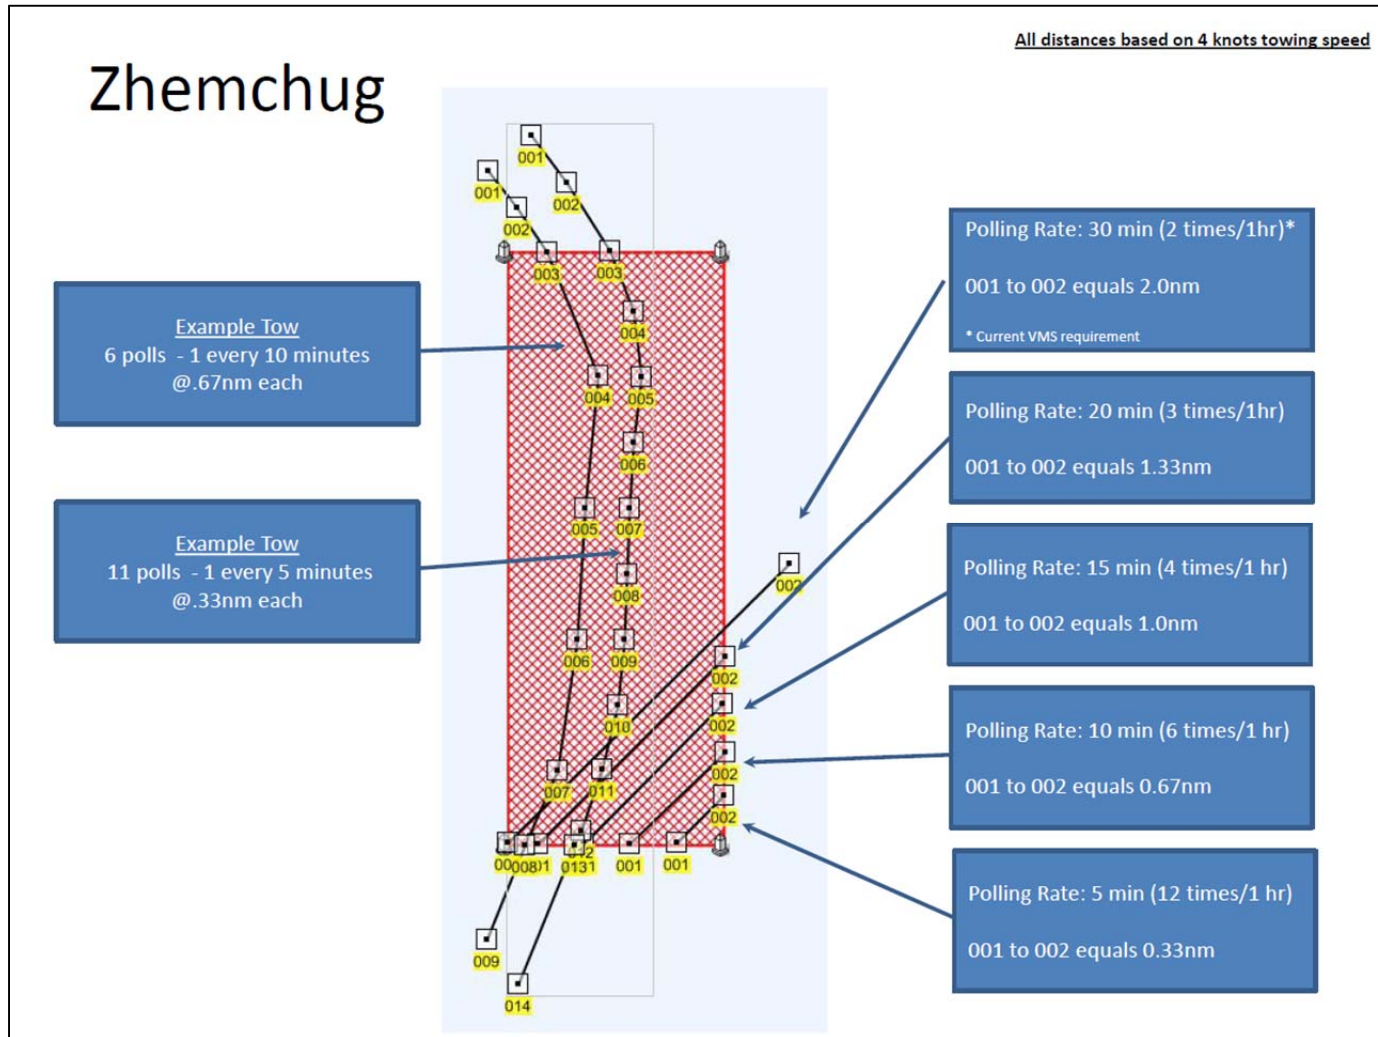 All distances based on 4 knots towing speed
Zhemchug
Example Tow
6 polls - 1 every 10 minutes
@.67nm each
Example Tow
11 polls - 1 every 5 minutes
@.33nm each
001
001
002
002
003
003
004
004
005
006
005
007
008
002
006
009
002
010
002
007
011
002
002
008
013
001
001
009
014
Polling Rate: 30 min (2 times/1hr)*
001 to 002 equals 2.0nm
* Current VMS requirement
Polling Rate: 20 min (3 times/1hr)
001 to 002 equals 1.33nm
Polling Rate: 15 min (4 times/1 hr)
001 to 002 equals 1.0nm
Polling Rate: 10 min (6 times/1 hr)
001 to 002 equals 0.67nm
Polling Rate: 5 min (12 times/1 hr)
001 to 002 equals 0.33nm